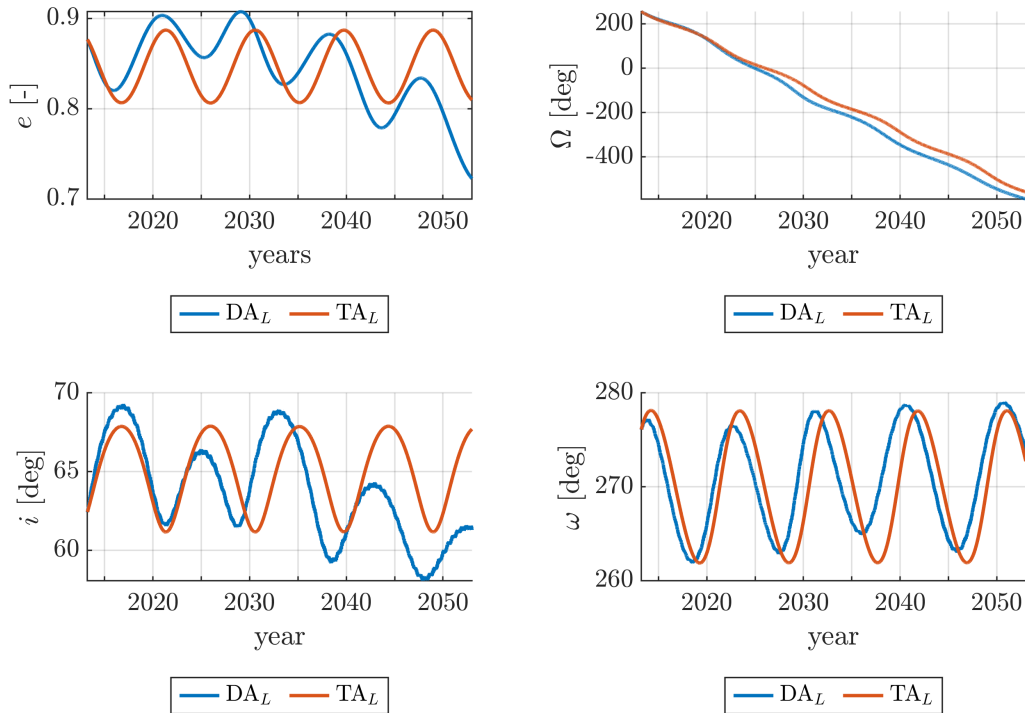 0.9
0.8
0.7
e [-]
2020 2030 2040 2050
years
DA_L TA_L
200
0
-200
-400
Ω [deg]
2020 2030 2040 2050
year
DA_L TA_L
70
65
60
i [deg]
2020 2030 2040 2050
year
DA_L TA_L
280
270
260
ω [deg]
2020 2030 2040 2050
year
DA_L TA_L